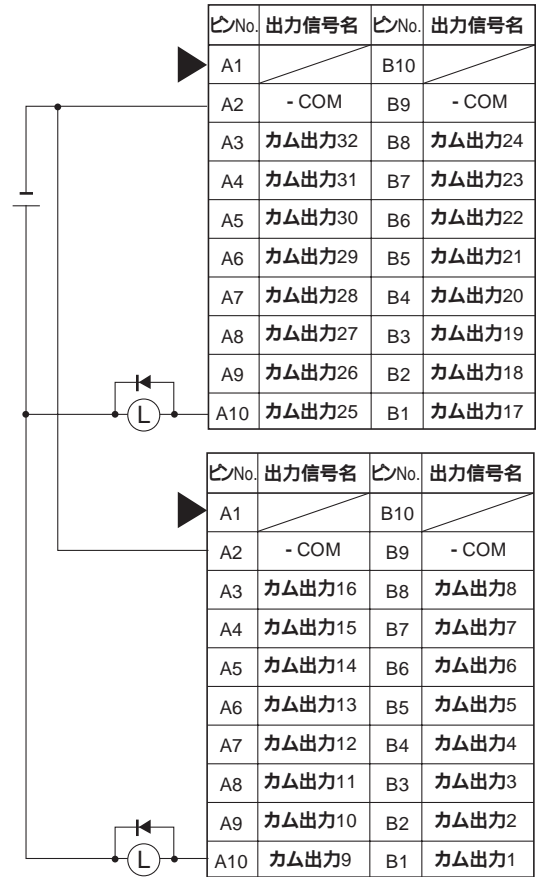 ピンNo. 出力信号名 ピンNo. 出力信号名
A1 B10
A2 - COM B9 - COM
A3 カム出力32 B8 カム出力24
A4 カム出力31 B7 カム出力23
A5 カム出力30 B6 カム出力22
A6 カム出力29 B5 カム出力21
A7 カム出力28 B4 カム出力20
A8 カム出力27 B3 カム出力19
A9 カム出力26 B2 カム出力18
L A10 カム出力25 B1 カム出力17
ピンNo. 出力信号名 ピンNo. 出力信号名
A1 B10
A2 - COM B9 - COM
A3 カム出力16 B8 カム出力8
A4 カム出力15 B7 カム出力7
A5 カム出力14 B6 カム出力6
A6 カム出力13 B5 カム出力5
A7 カム出力12 B4 カム出力4
A8 カム出力11 B3 カム出力3
A9 カム出力10 B2 カム出力2
L A10 カム出力9 B1 カム出力1